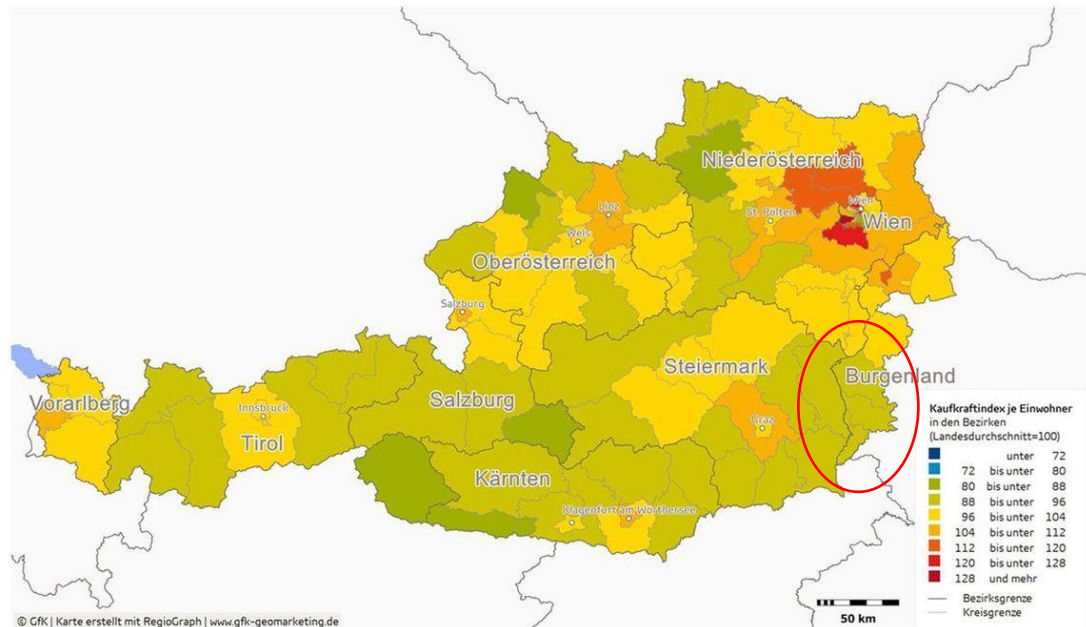 Niederösterreich
Wien
Linz
St. Pölten
Wien
Wels
Oberösterreich
Salzburg
Steiermark
Burgenland
Vorarlberg
Innsbruck
Salzburg
Graz
Tirol
Kärnten
Klagenfurt am Wörthersee
Kaufkraftindex je Einwohner
in den Bezirken
(Landesdurchschnitt=100)
unter 72
72 bis unter 80
80 bis unter 88
88 bis unter 96
96 bis unter 104
104 bis unter 112
112 bis unter 120
120 bis unter 128
128 und mehr
Bezirksgrenze
Kreisgrenze
50 km
© GfK | Karte erstellt mit RegioGraph | www.gfk-geomarketing.de